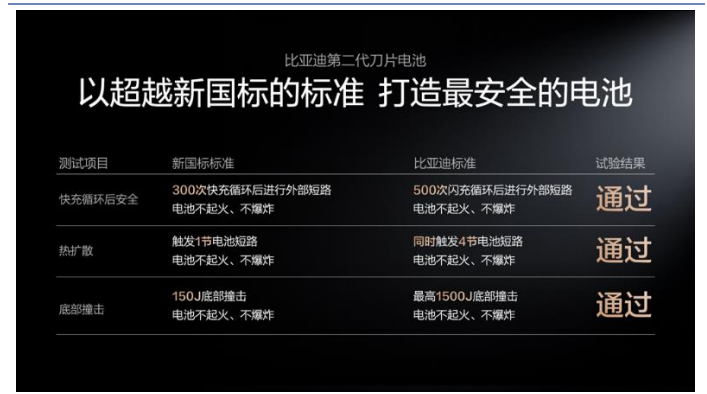 比亚迪第二代刀片电池
以超越新国标的标准 打造最安全的电池
测试项目 新国标标准 比亚迪标准 试验结果
快充循环后安全 300次快充循环后进行外部短路 500次闪充循环后进行外部短路 通过
电池不起火、不爆炸 电池不起火、不爆炸
热扩散 触发1节电池短路 同时触发4节电池短路 通过
电池不起火、不爆炸 电池不起火、不爆炸
底部撞击 150J底部撞击 最高1500J底部撞击 通过
电池不起火、不爆炸 电池不起火、不爆炸